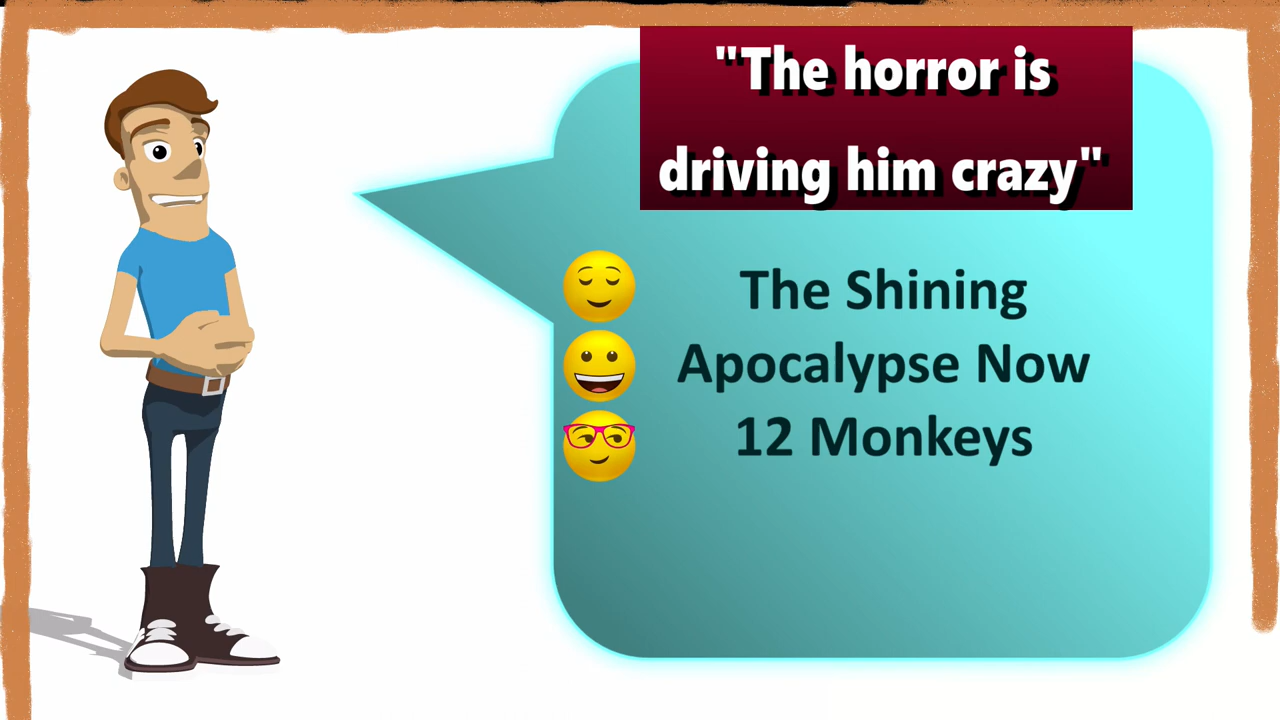 "The horror is
driving him crazy"
The Shining
Apocalypse Now
12 Monkeys